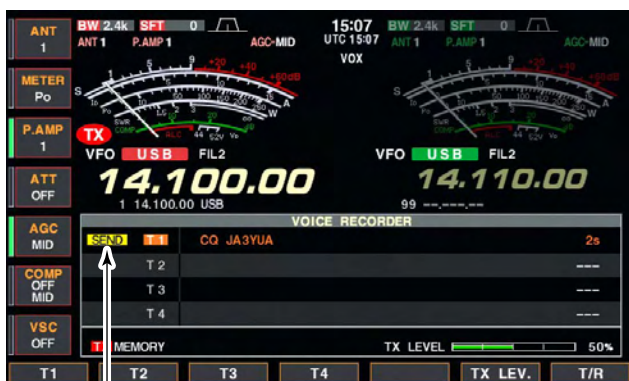 ANT
1
BW 2.4k SFT 0
15:07
BW 2.4k SFT 0
ANT 1 P.AMP 1 AGC-MID
UTC 15:07
ANT 1 P.AMP 1 AGC-MID
VOX
METER
Po
P.AMP
1
TX
VFO USB FIL2
VFO USB FIL2
14.100.00
14.110.00
1 14.100.00 USB
99 --.---.--
ATT
OFF
AGC
MID
COMP
OFF
MID
VSC
OFF
VOICE RECORDER
SEND T 1 CQ JA3YUA 2s
T 2 ---
T 3 ---
T 4 ---
MEMORY TX LEVEL 50%
T1 T2 T3 T4 TX LEV. T/R